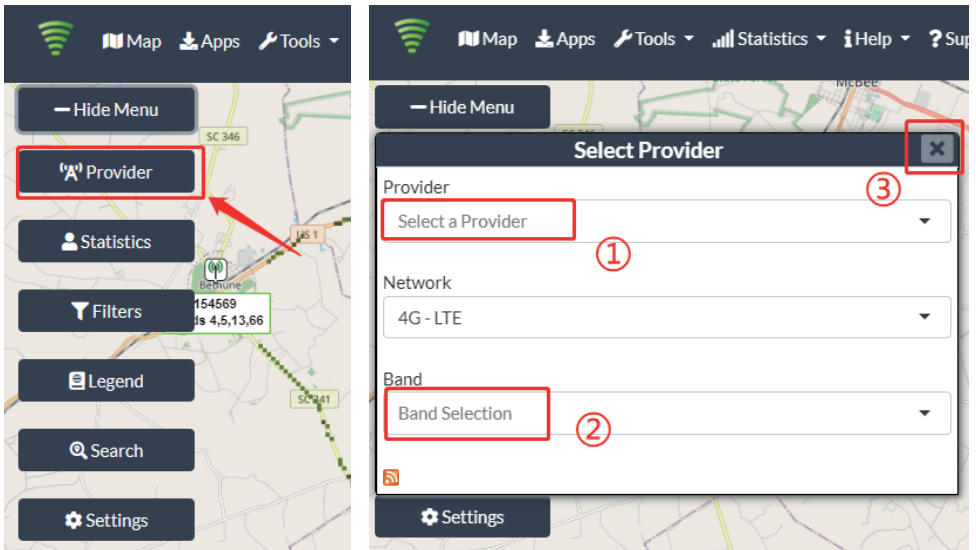 Map Apps Tools
Hide Menu
SC 346
Provider
Statistics
US 1
Bethune
154569
ds 4,5,13,66
Filters
Legend
SC 341
Search
Settings
Map Apps Tools Statistics Help ? Sup
McBee
Hide Menu
Select Provider
Provider
③
Select a Provider
①
Network
4G - LTE
Band
Band Selection
②
Settings